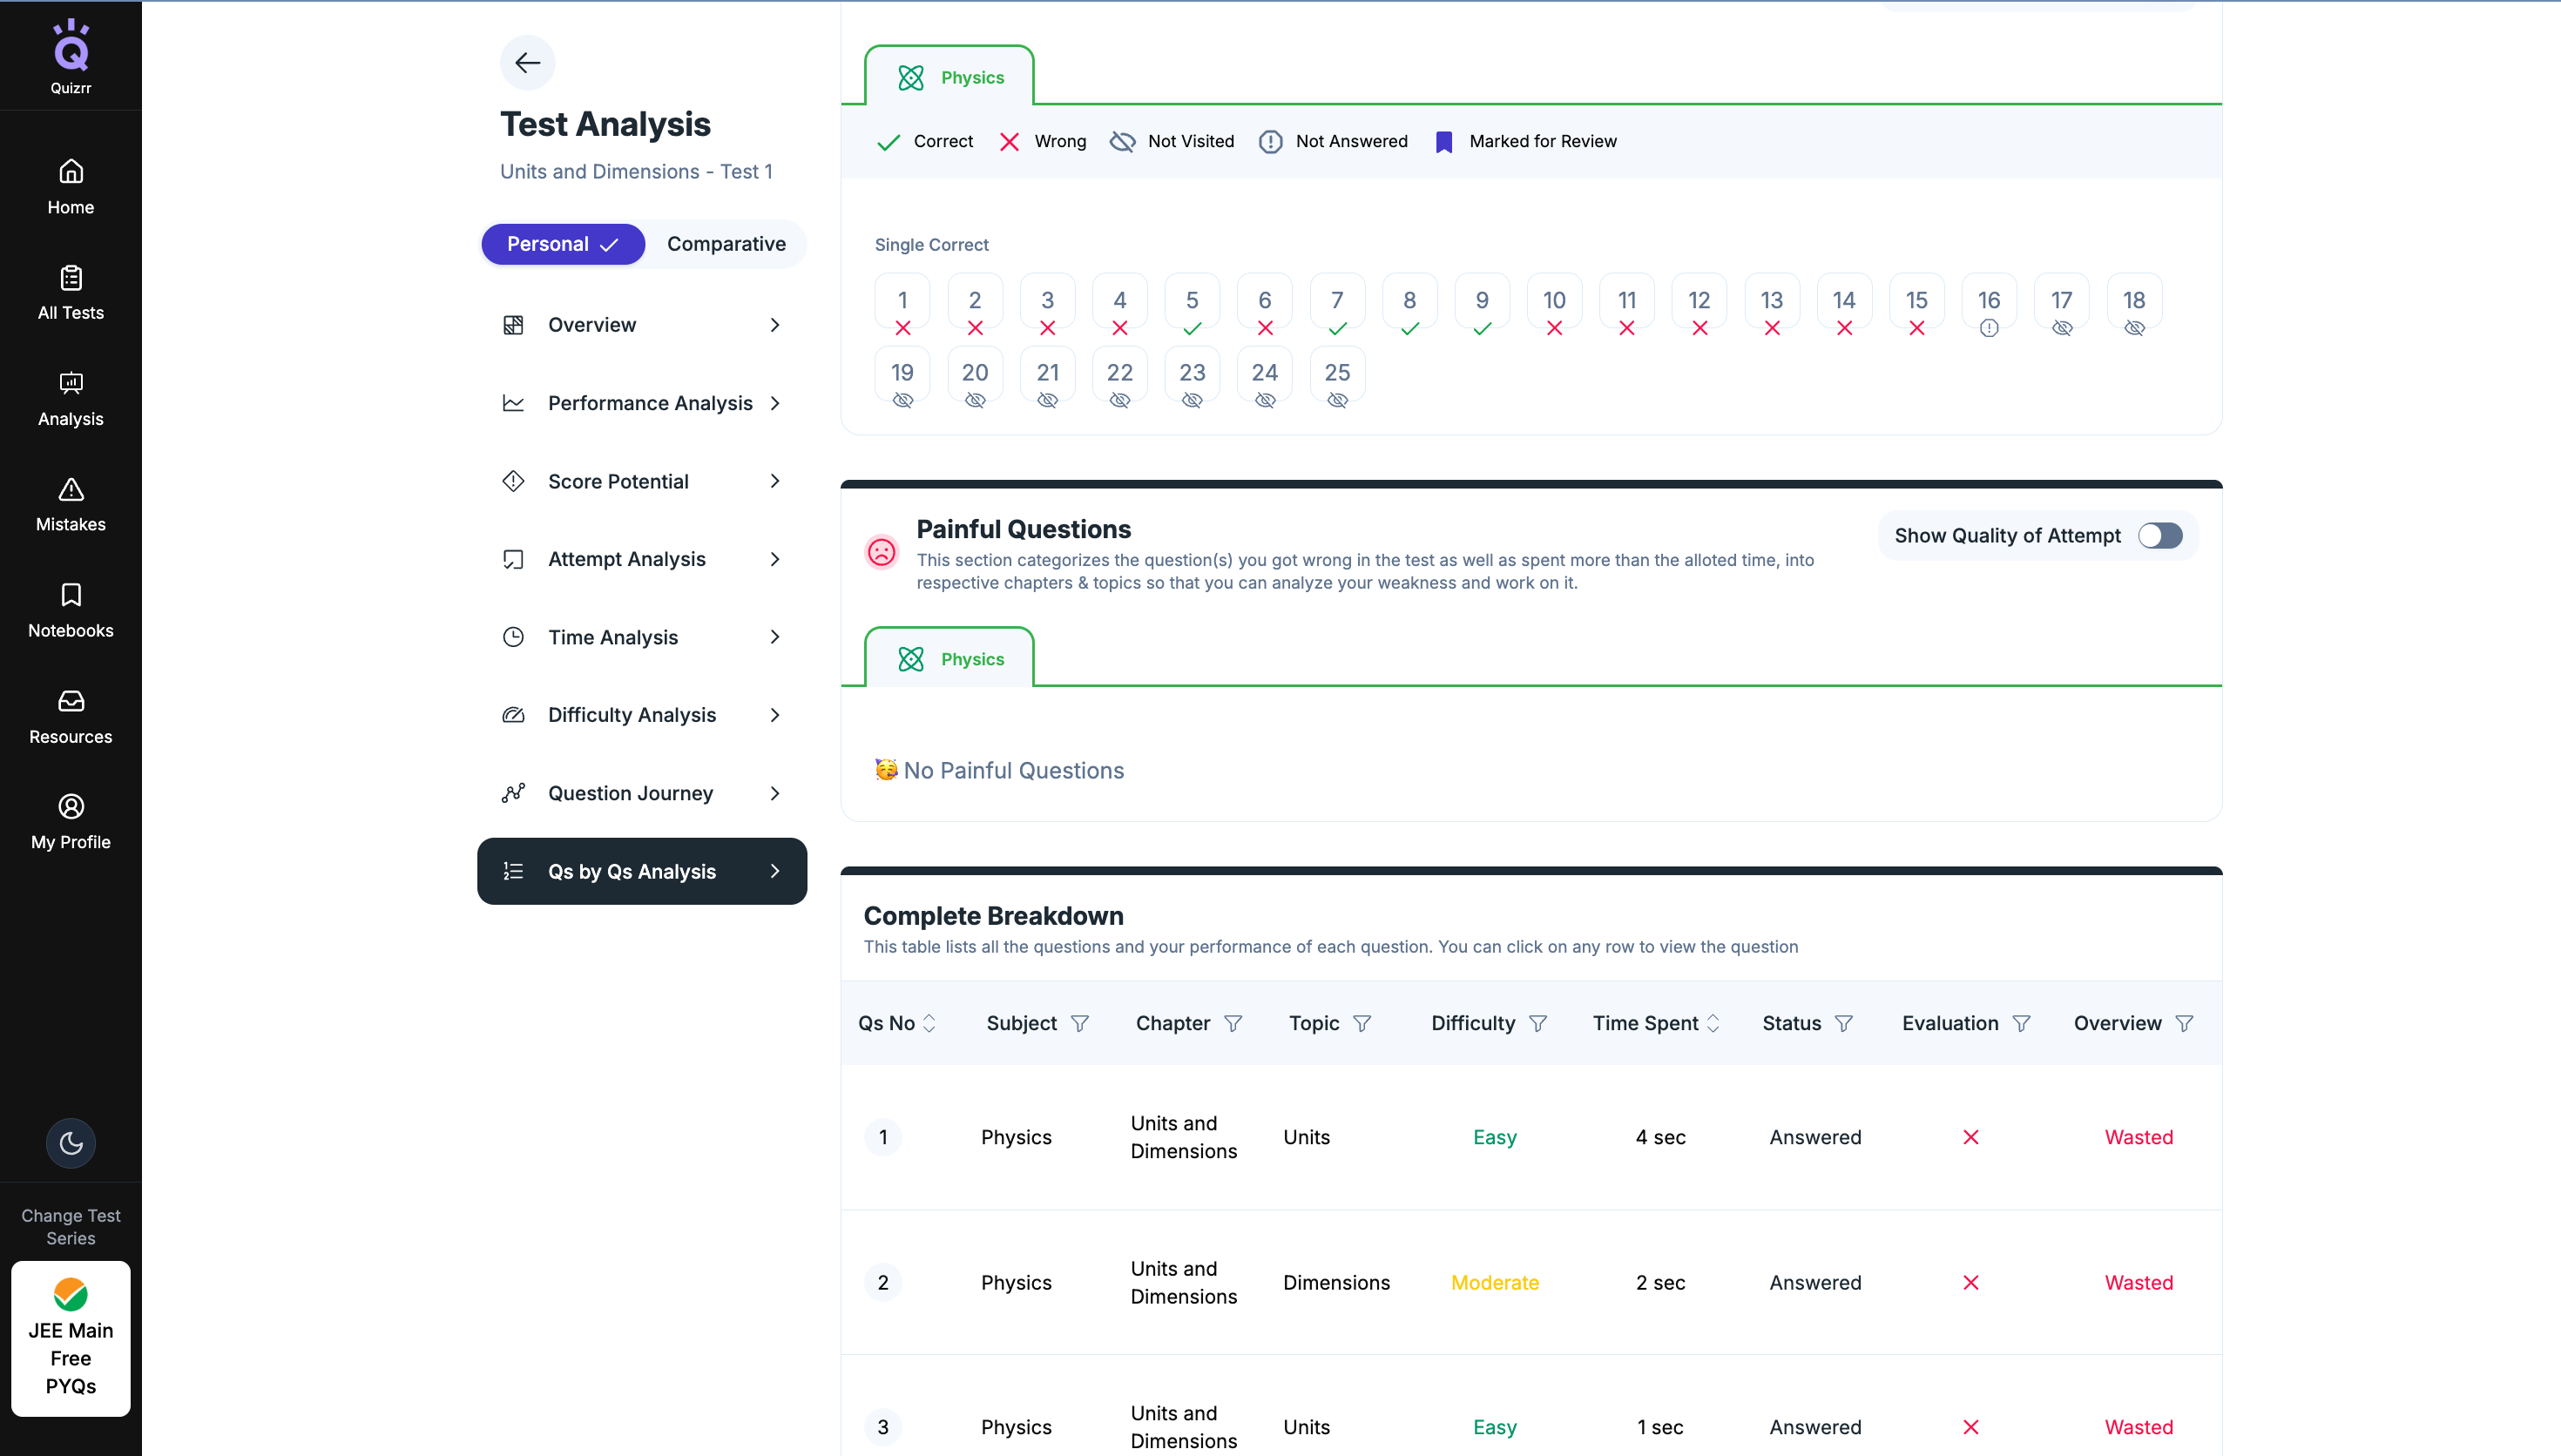 Quizrr
Home
All Tests
Analysis
Mistakes
Notebooks
Resources
My Profile
Change Test
Series
JEE Main
Free
PYQs
Test Analysis
Units and Dimensions - Test 1
Personal
Comparative
Overview
Performance Analysis
Score Potential
Attempt Analysis
Time Analysis
Difficulty Analysis
Question Journey
Qs by Qs Analysis
Physics
Correct Wrong Not Visited Not Answered Marked for Review
Single Correct
1 2 3 4 5 6 7 8 9 10 11 12 13 14 15 16 17 18
19 20 21 22 23 24 25
Painful Questions
This section categorizes the question(s) you got wrong in the test as well as spent more than the alloted time, into
respective chapters & topics so that you can analyze your weakness and work on it.
Show Quality of Attempt
Physics
No Painful Questions
Complete Breakdown
This table lists all the questions and your performance of each question. You can click on any row to view the question
Qs No Subject Chapter Topic Difficulty Time Spent Status Evaluation Overview
1 Physics Units and Dimensions Units Easy 4 sec Answered Wasted
2 Physics Units and Dimensions Dimensions Moderate 2 sec Answered Wasted
3 Physics Units and Dimensions Units Easy 1 sec Answered Wasted